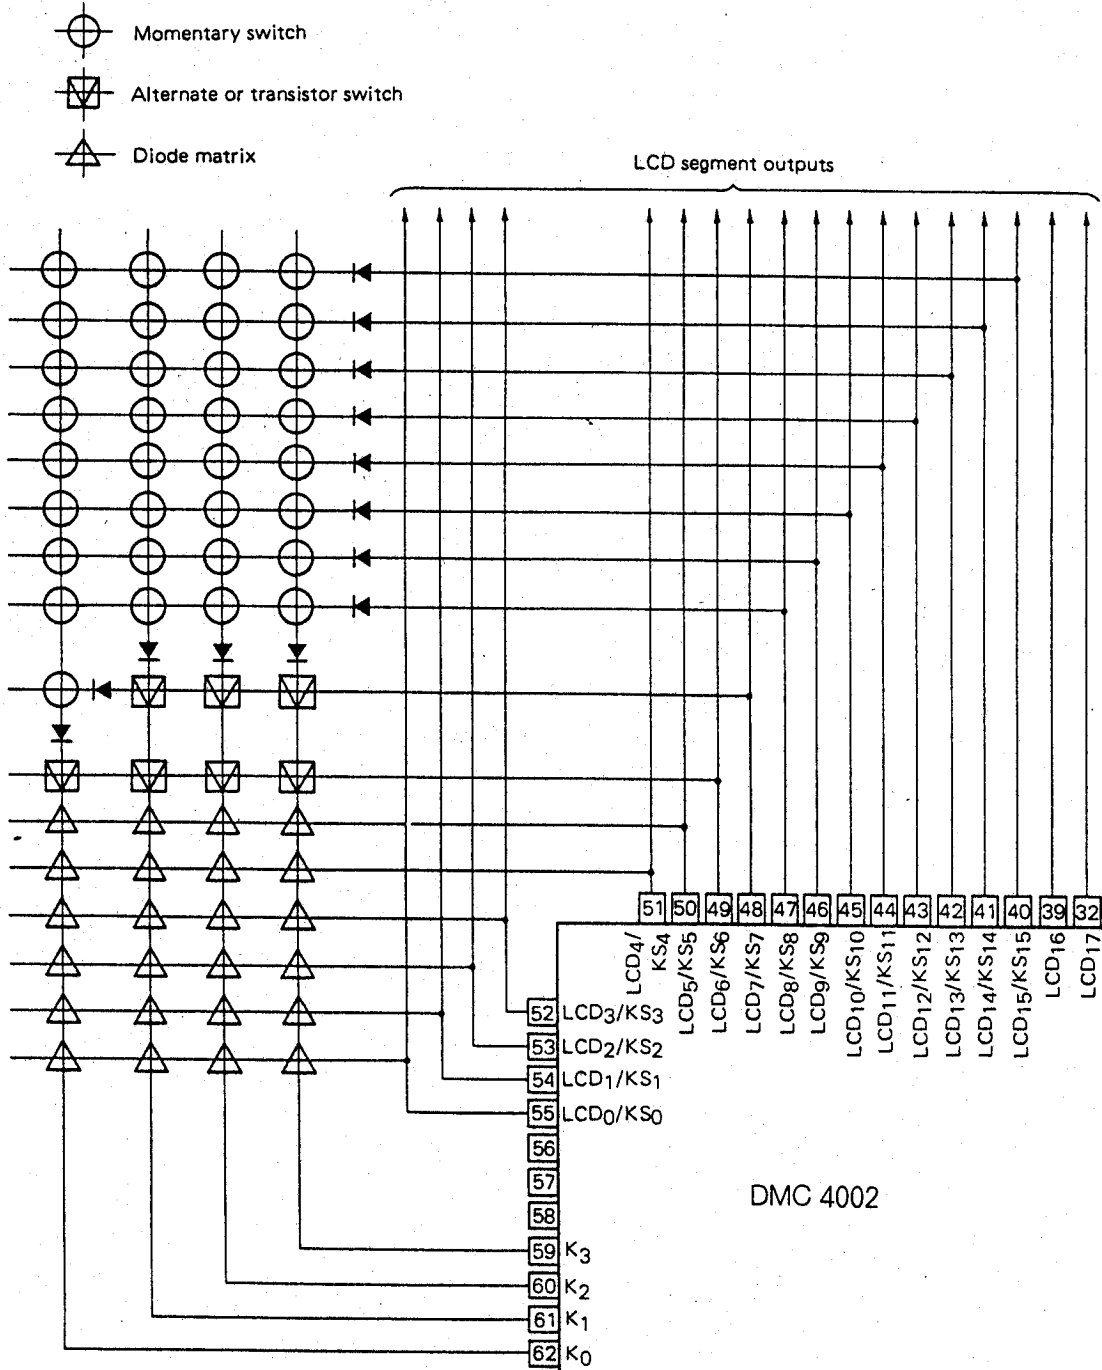 Momentary switch
Alternate or transistor switch
Diode matrix
LCD segment outputs
51 50 49 48 47 46 45 44 43 42 41 40 39 32
LCD4/
KS4
LCD5/KS5
LCD6/KS6
LCD7/KS7
LCD8/KS8
LCD9/KS9
LCD10/KS10
LCD11/KS11
LCD12/KS12
LCD13/KS13
LCD14/KS14
LCD15/KS15
LCD16
LCD17
52 LCD3/KS3
53 LCD2/KS2
54 LCD1/KS1
55 LCD0/KS0
56
57
DMC 4002
58
59 K3
60 K2
61 K1
62 K0